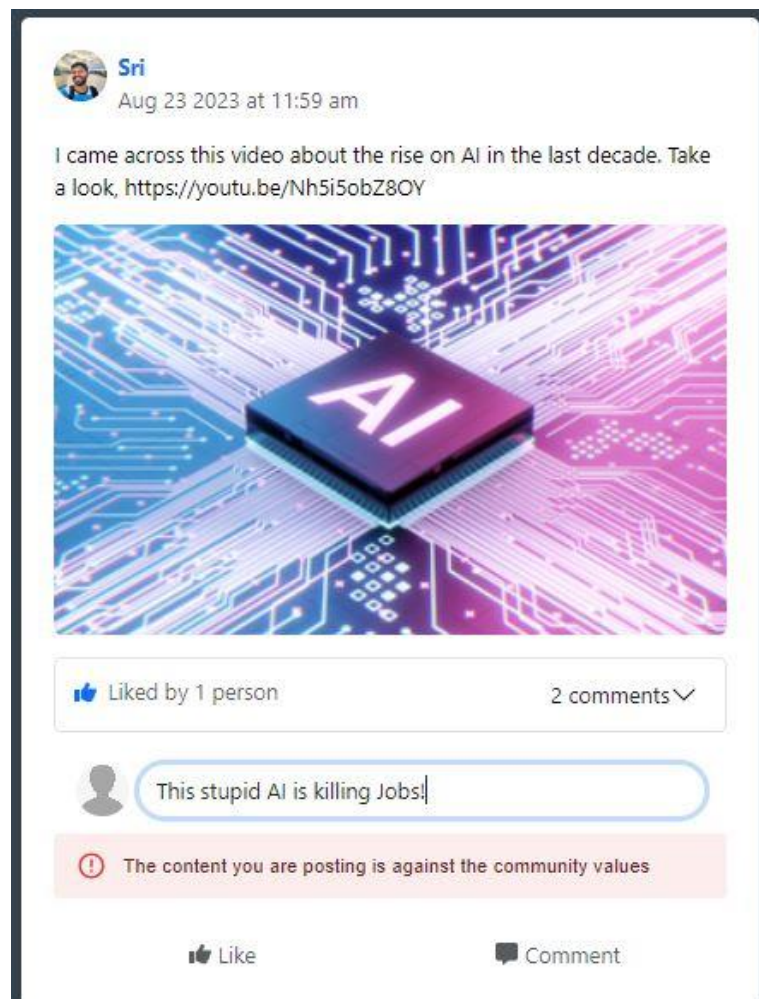 Sri
Aug 23 2023 at 11:59 am
I came across this video about the rise on AI in the last decade. Take
a look, https://youtu.be/Nh5i5obZ8OY
AI
Liked by 1 person
2 comments
This stupid AI is killing Jobs!
The content you are posting is against the community values
Like
Comment